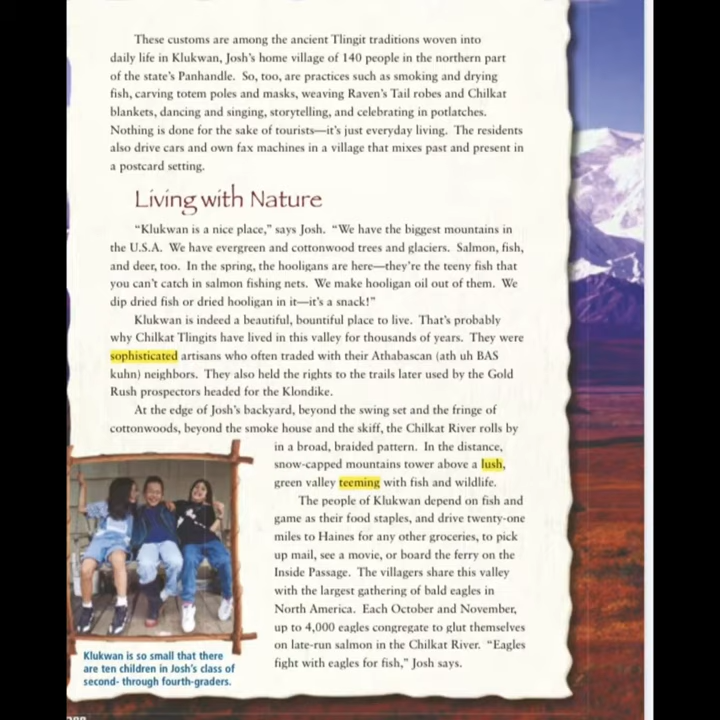 These customs are among the ancient Tlingit traditions woven into
daily life in Klukwan, Josh's home village of 140 people in the northern part
of the state's Panhandle. So, too, are practices such as smoking and drying
fish, carving totem poles and masks, weaving Raven's Tail robes and Chilkat
blankets, dancing and singing, storytelling, and celebrating in potlatches.
Nothing is done for the sake of tourists—it's just everyday living. The residents
also drive cars and own fax machines in a village that mixes past and present in
a postcard setting.
Living with Nature
"Klukwan is a nice place," says Josh. "We have the biggest mountains in
the U.S.A. We have evergreen and cottonwood trees and glaciers. Salmon, fish,
and deer, too. In the spring, the hooligans are here—they're the teeny fish that
you can't catch in salmon fishing nets. We make hooligan oil out of them. We
dip dried fish or dried hooligan in it—it's a snack!"
Klukwan is indeed a beautiful, bountiful place to live. That's probably
why Chilkat Tlingits have lived in this valley for thousands of years. They were
sophisticated artisans who often traded with their Athabascan (ath uh BAS
kuhn) neighbors. They also held the rights to the trails later used by the Gold
Rush prospectors headed for the Klondike.
At the edge of Josh's backyard, beyond the swing set and the fringe of
cottonwoods, beyond the smoke house and the skiff, the Chilkat River rolls by
in a broad, braided pattern. In the distance,
snow-capped mountains tower above a lush,
green valley teeming with fish and wildlife.
The people of Klukwan depend on fish and
game as their food staples, and drive twenty-one
miles to Haines for any other groceries, to pick
up mail, see a movie, or board the ferry on the
Inside Passage. The villagers share this valley
with the largest gathering of bald eagles in
North America. Each October and November,
up to 4,000 eagles congregate to glut themselves
on late-run salmon in the Chilkat River. "Eagles
fight with eagles for fish," Josh says.
Klukwan is so small that there
are ten children in Josh's class of
second- through fourth-graders.